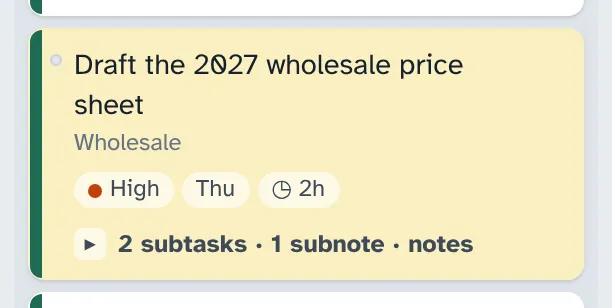 Draft the 2027 wholesale price
sheet
Wholesale
High Thu 2h
2 subtasks · 1 subnote · notes